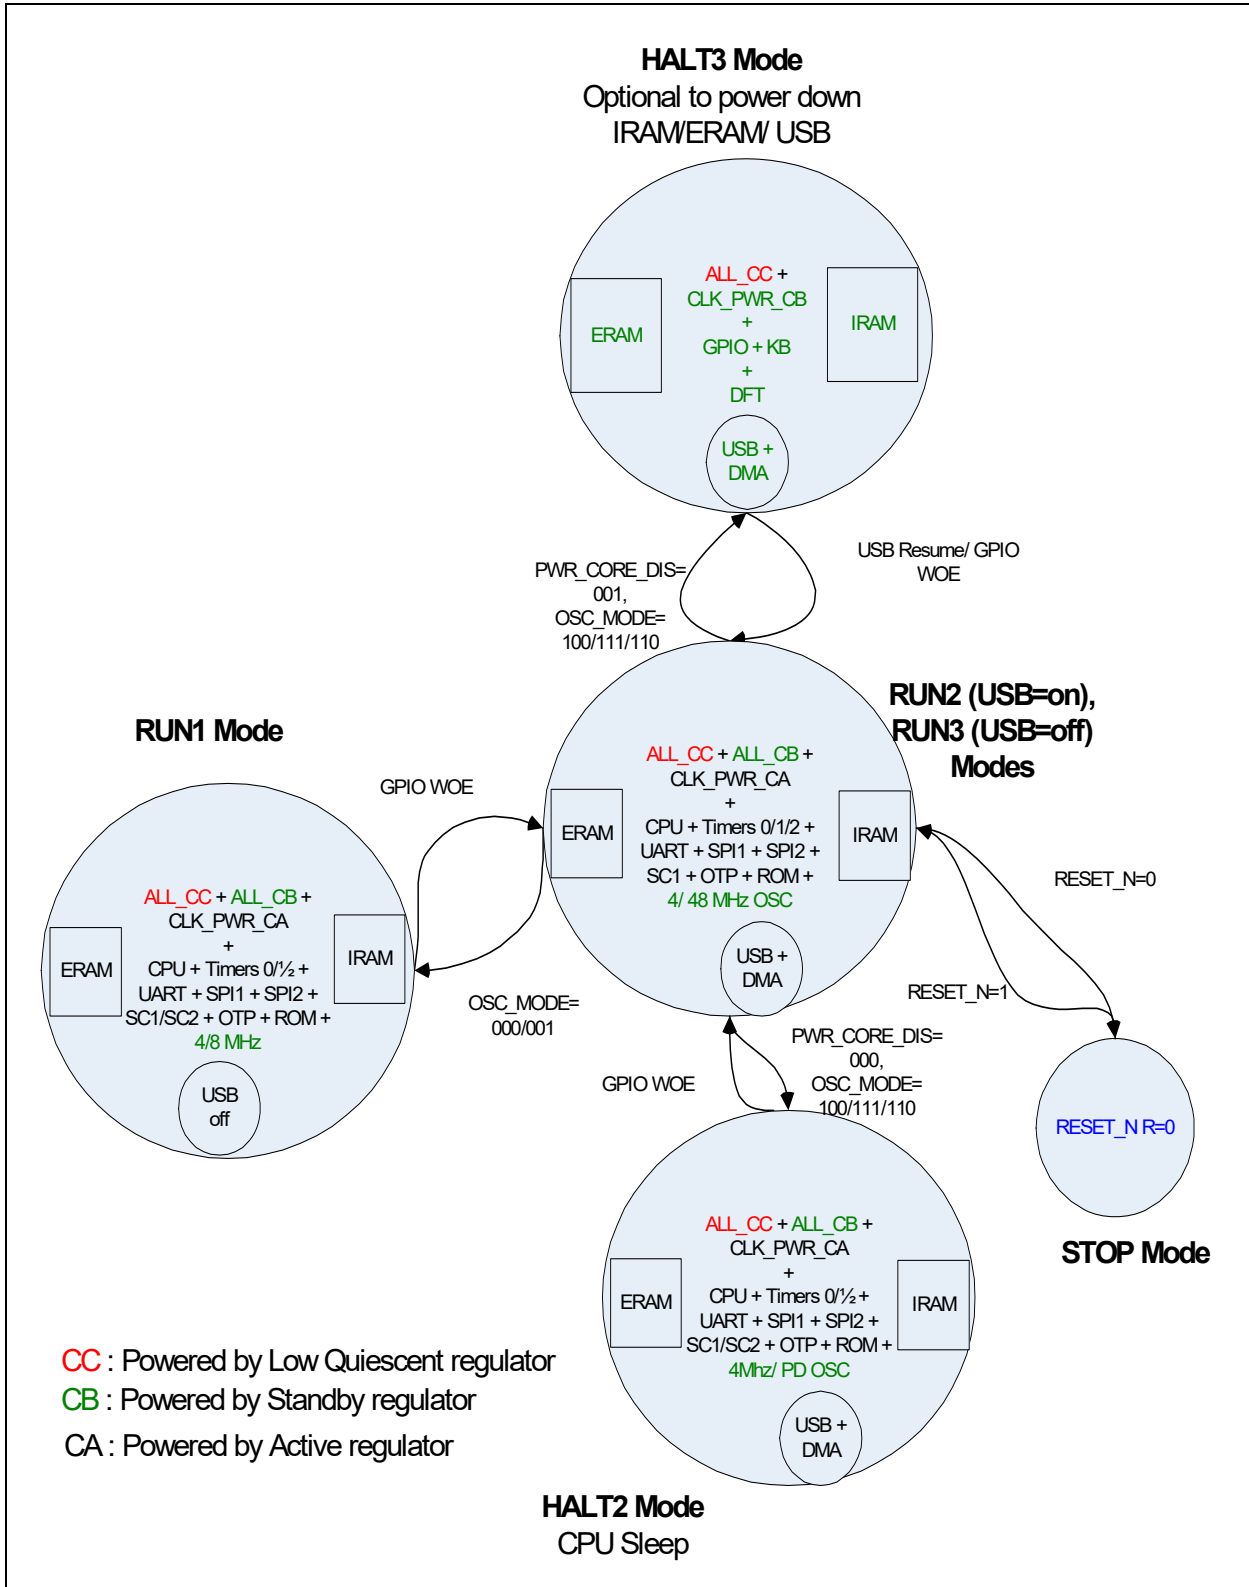 HALT3 Mode
Optional to power down
IRAM/ERAM/ USB
ALL_CC +
CLK_PWR_CB
+
GPIO + KB
+
DFT
ERAM
IRAM
USB +
DMA
PWR_CORE_DIS=
001,
OSC_MODE=
100/111/110
USB Resume/ GPIO
WOE
RUN2 (USB=on),
RUN3 (USB=off)
Modes
ALL_CC + ALL_CB +
CLK_PWR_CA
+
CPU + Timers 0/1/2 +
UART + SPI1 + SPI2 +
SC1 + OTP + ROM +
4/ 48 MHz OSC
ERAM
IRAM
USB +
DMA
RUN1 Mode
GPIO WOE
ALL_CC + ALL_CB +
CLK_PWR_CA
+
CPU + Timers 0/½ +
UART + SPI1 + SPI2 +
SC1/SC2 + OTP + ROM +
4/8 MHz
ERAM
IRAM
USB
off
OSC_MODE=
000/001
RESET_N=0
RESET_N=1
RESET_N R=0
STOP Mode
GPIO WOE
PWR_CORE_DIS=
000,
OSC_MODE=
100/111/110
ALL_CC + ALL_CB +
CLK_PWR_CA
+
CPU + Timers 0/½ +
UART + SPI1 + SPI2 +
SC1/SC2 + OTP + ROM +
4Mhz/ PD OSC
ERAM
IRAM
USB +
DMA
HALT2 Mode
CPU Sleep
CC : Powered by Low Quiescent regulator
CB : Powered by Standby regulator
CA : Powered by Active regulator